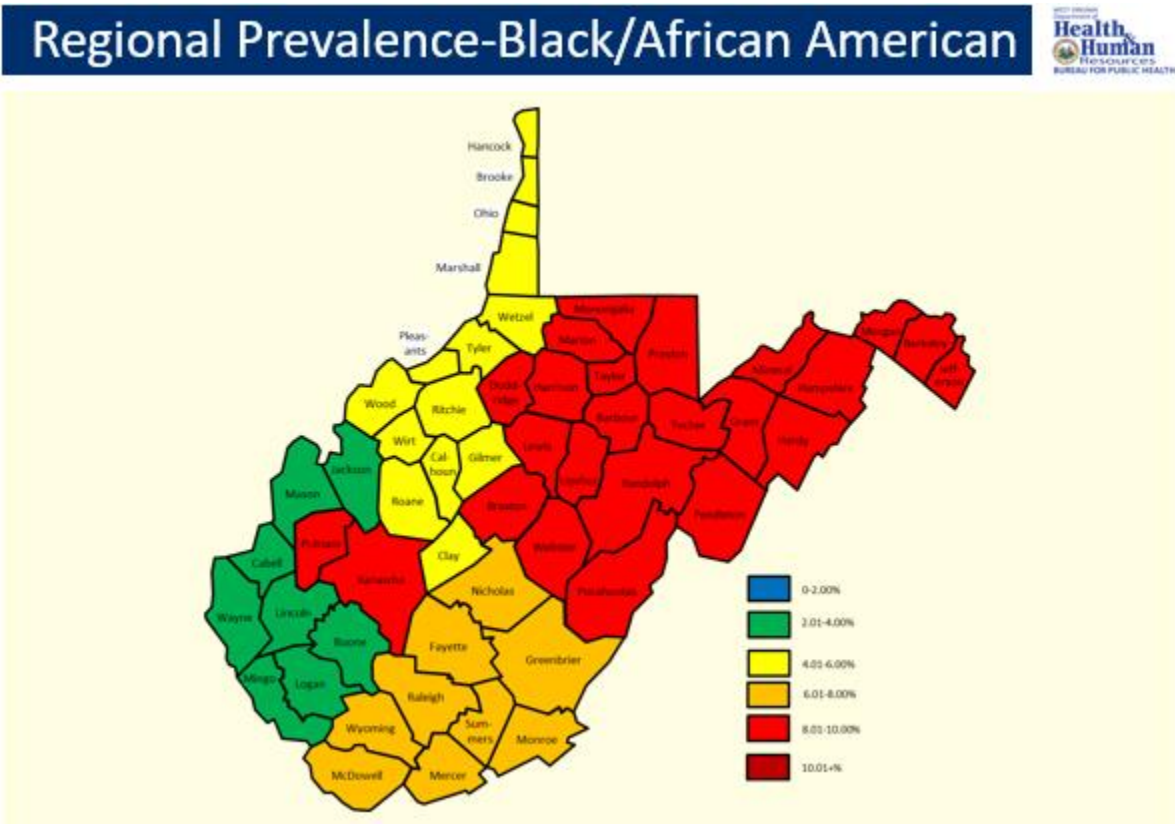 Regional Prevalence-Black/African American
WEST VIRGINIA
Department of
Health
&
Human
Resources
BUREAU FOR PUBLIC HEALTH
Hancock
Brooke
Ohio
Marshall
Wetzel
Monongalia
Marion
Preston
Morgan
Berkeley
Jeff-
erson
Pleas-
ants
Tyler
Dodd-
ridge
Harrison
Taylor
Mineral
Hampshire
Wood
Ritchie
Barbour
Tucker
Grant
Hardy
Wirt
Cal-
houn
Gilmer
Lewis
Upshur
Randolph
Pendleton
Jackson
Mason
Roane
Braxton
Webster
Putnam
Kanawha
Clay
Cabell
Nicholas
Pocahontas
Wayne
Lincoln
Boone
Fayette
Greenbrier
Mingo
Logan
Raleigh
Wyoming
Sum-
mers
Monroe
McDowell
Mercer
0-2.00%
2.01-4.00%
4.01-6.00%
6.01-8.00%
8.01-10.00%
10.01+%